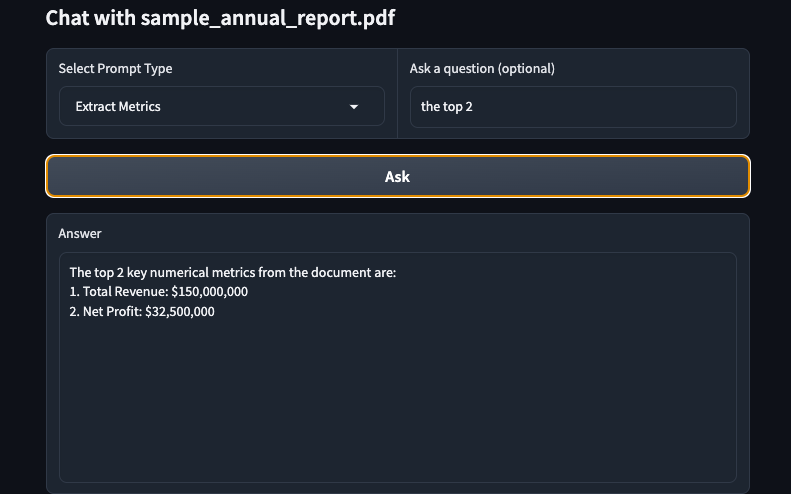 Chat with sample_annual_report.pdf
Select Prompt Type
Ask a question (optional)
Extract Metrics
the top 2
Ask
Answer
The top 2 key numerical metrics from the document are:
1. Total Revenue: $150,000,000
2. Net Profit: $32,500,000